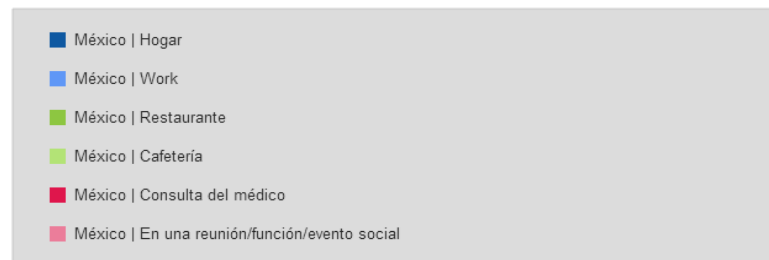 México | Hogar
México | Work
México | Restaurante
México | Cafetería
México | Consulta del médico
México | En una reunión/función/evento social